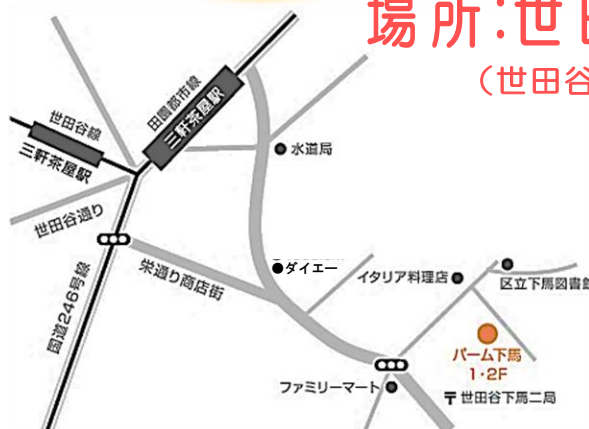 場所：世田
（世田谷
田園都市線
三軒茶屋駅
世田谷線
三軒茶屋駅
水道局
世田谷通り
栄通り商店街
ダイエー
国道246号線
イタリア料理店
区立下馬図書館
パーム下馬
1・2F
ファミリーマート
〒世田谷下馬二局